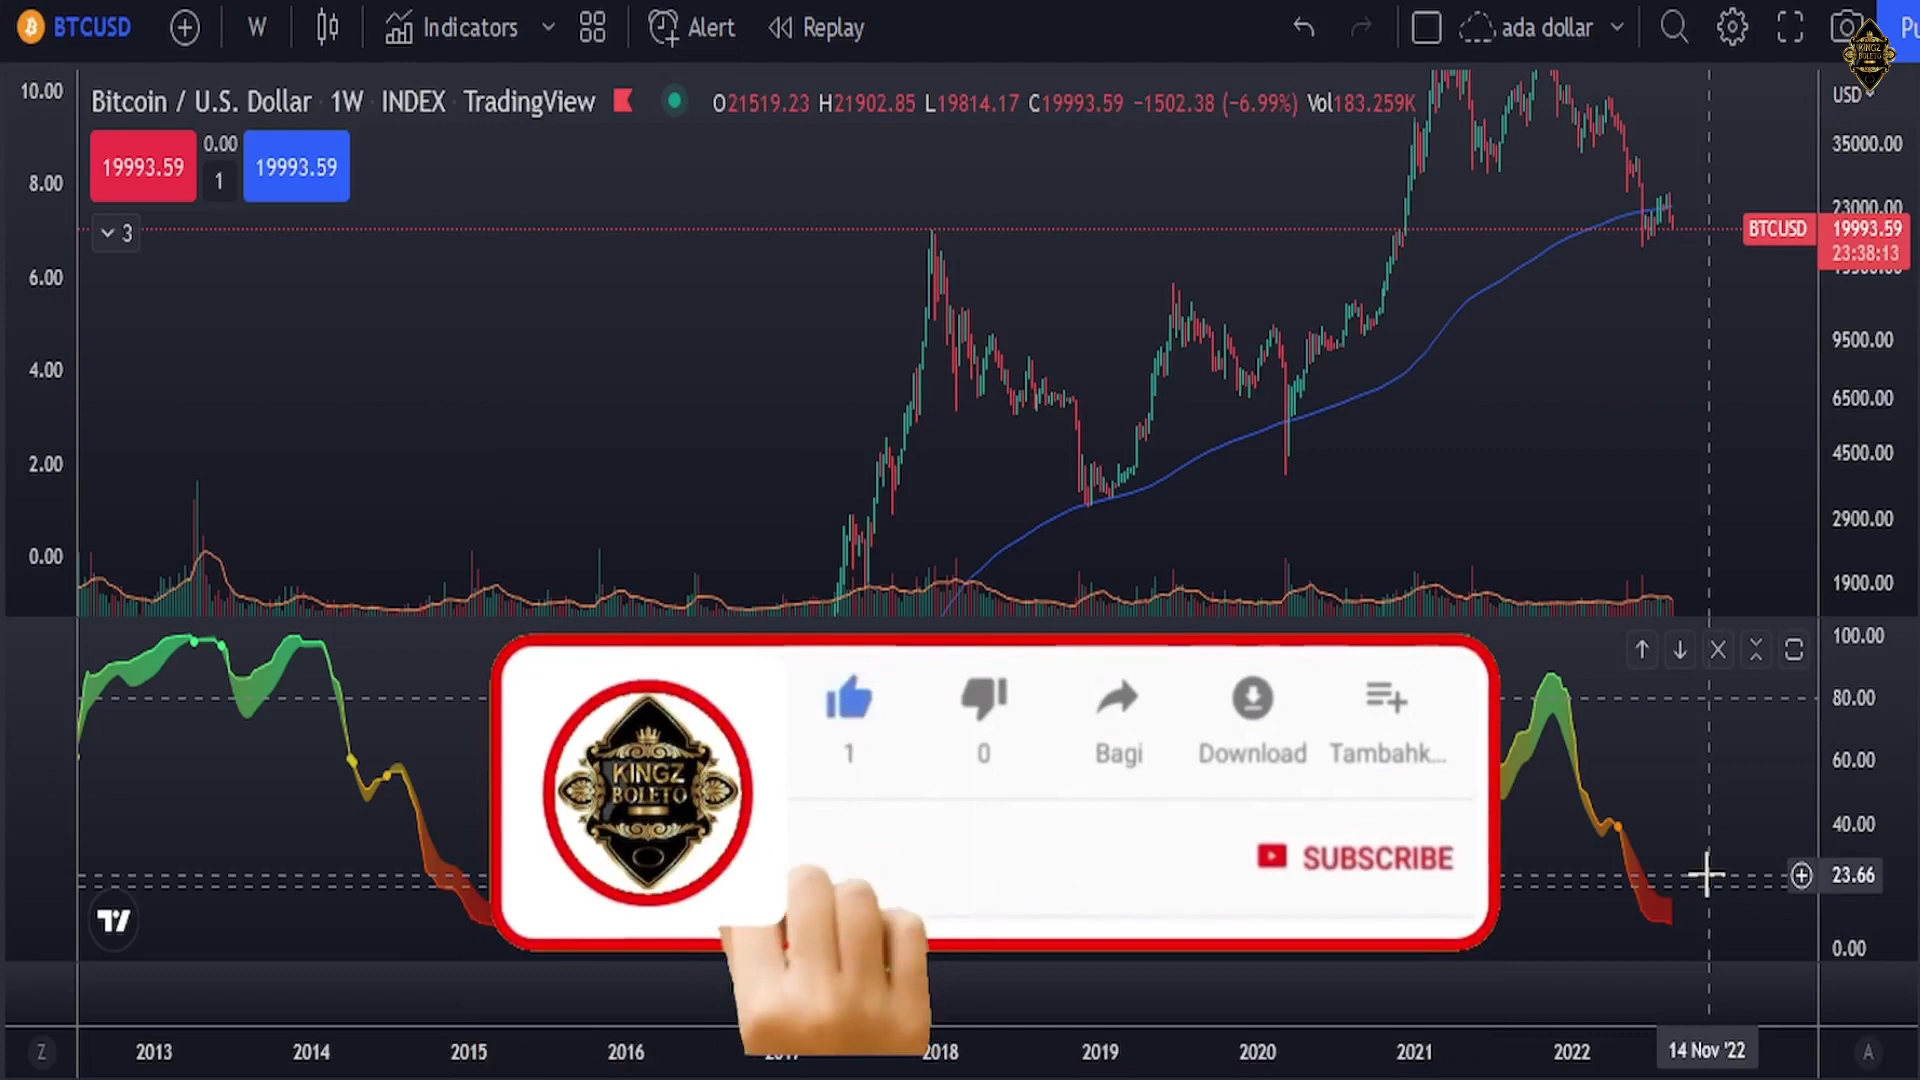 BTCUSD W Indicators Alert Replay ada dollar Pu
KINGZ
BOLETO
Bitcoin / U.S. Dollar 1W INDEX TradingView O21519.23 H21902.85 L19814.17 C19993.59 −1502.38 (−6.99%) Vol183.259K
19993.59 0.00 1 19993.59
3
10.00
8.00
6.00
4.00
2.00
0.00
USD
35000.00
23000.00
BTCUSD 19993.59
23:38:13
9500.00
6500.00
4500.00
2900.00
1900.00
100.00
80.00
60.00
40.00
23.66
0.00
KINGZ
BOLETO
1 0 Bagi Download Tambahk...
SUBSCRIBE
Z 2013 2014 2015 2016 2018 2019 2020 2021 2022 14 Nov '22 A